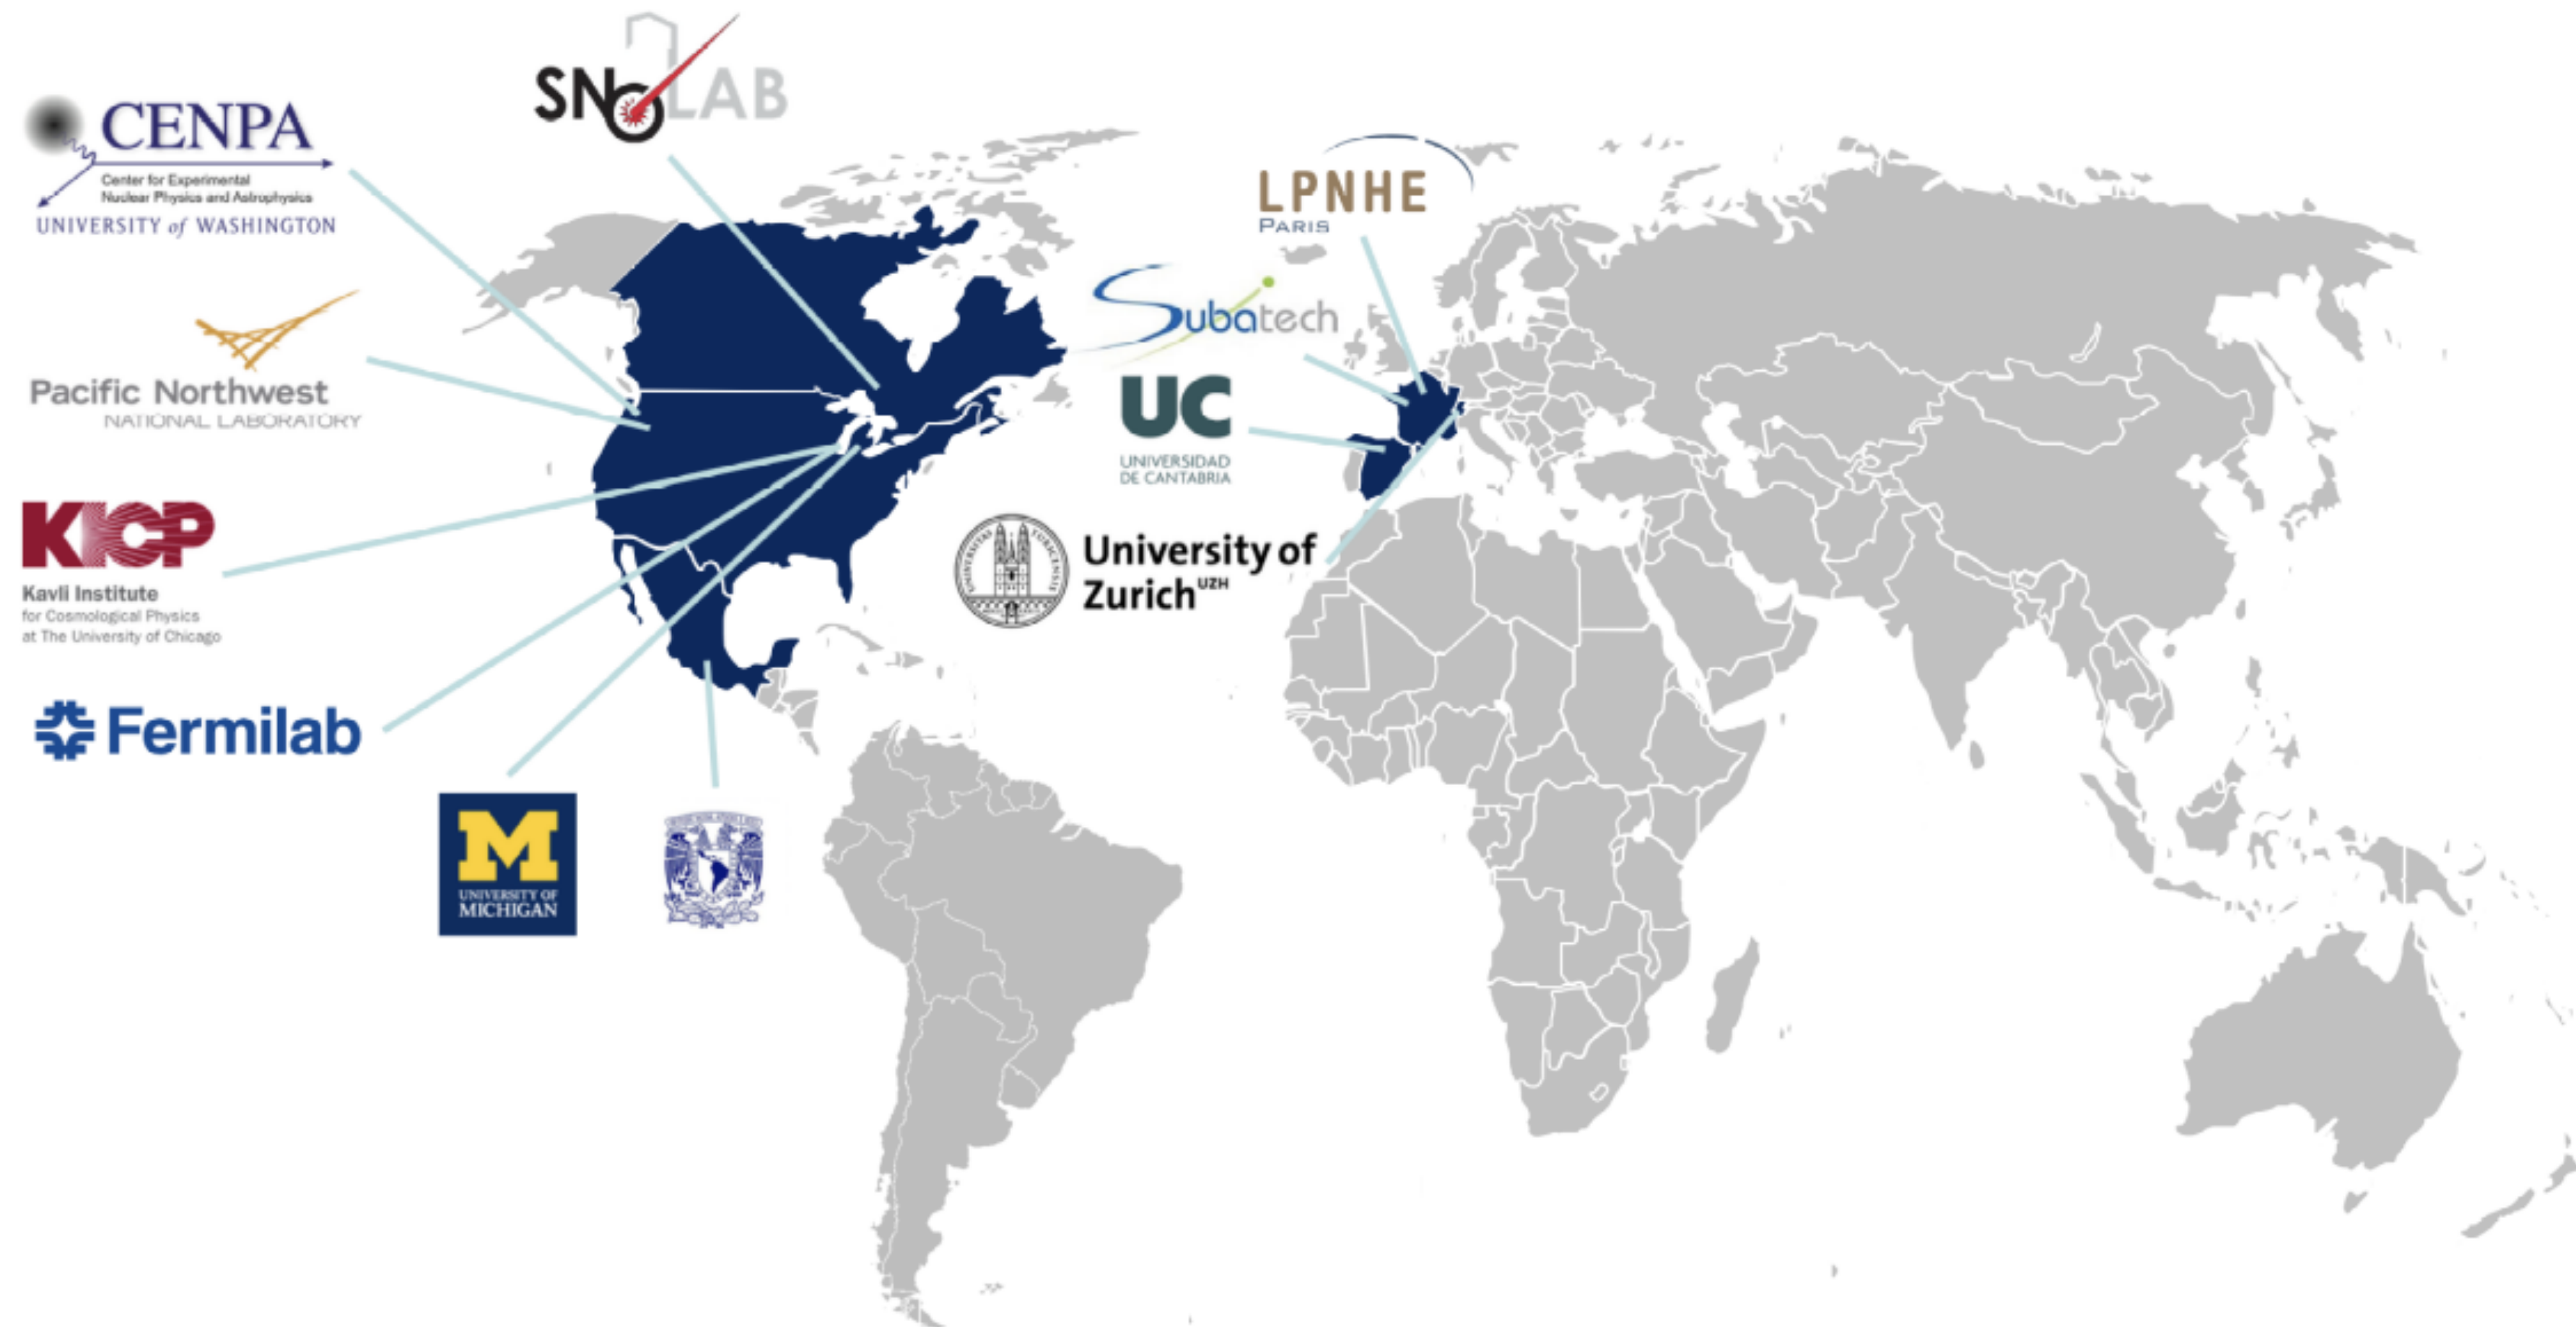 SNOLAB
CENPA
Center for Experimental
Nuclear Physics and Astrophysics
UNIVERSITY of WASHINGTON
Pacific Northwest
NATIONAL LABORATORY
KICP
Kavli Institute
for Cosmological Physics
at The University of Chicago
Fermilab
M
UNIVERSITY OF
MICHIGAN
LPNHE
PARIS
Subatech
UC
UNIVERSIDAD
DE CANTABRIA
University of
Zurich UZH